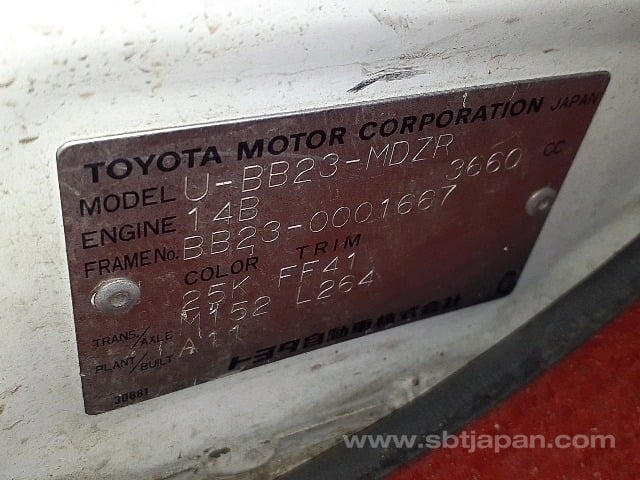 TOYOTA MOTOR CORPORATION JAPAN
MODEL U-BB23-MDZR
ENGINE 14B 3660 CC
FRAME No. BB23-0001667
COLOR TRIM
25K FF41
TRANS/AXLE M152 L264
PLANT/BUILT A11
トヨタ自動車株式会社
30881
www.sbtjapan.com